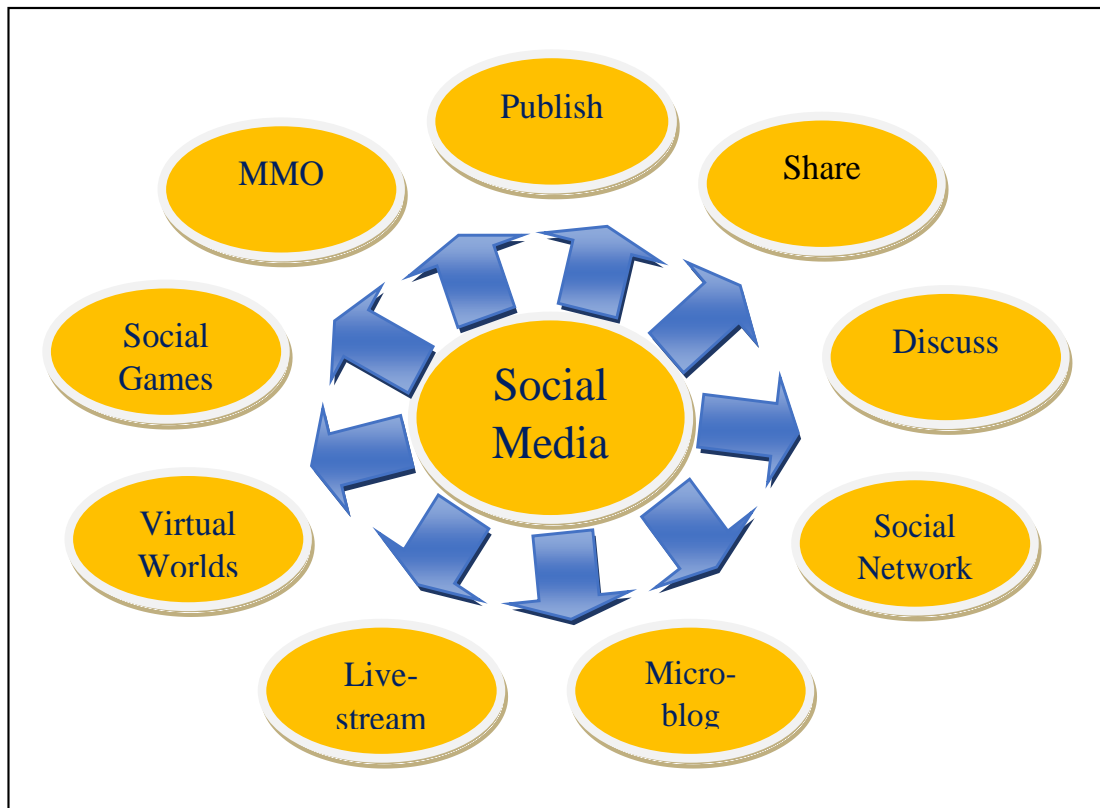 Publish
Share
Discuss
Social
Network
Micro-
blog
Live-
stream
Virtual
Worlds
Social
Games
MMO
Social
Media